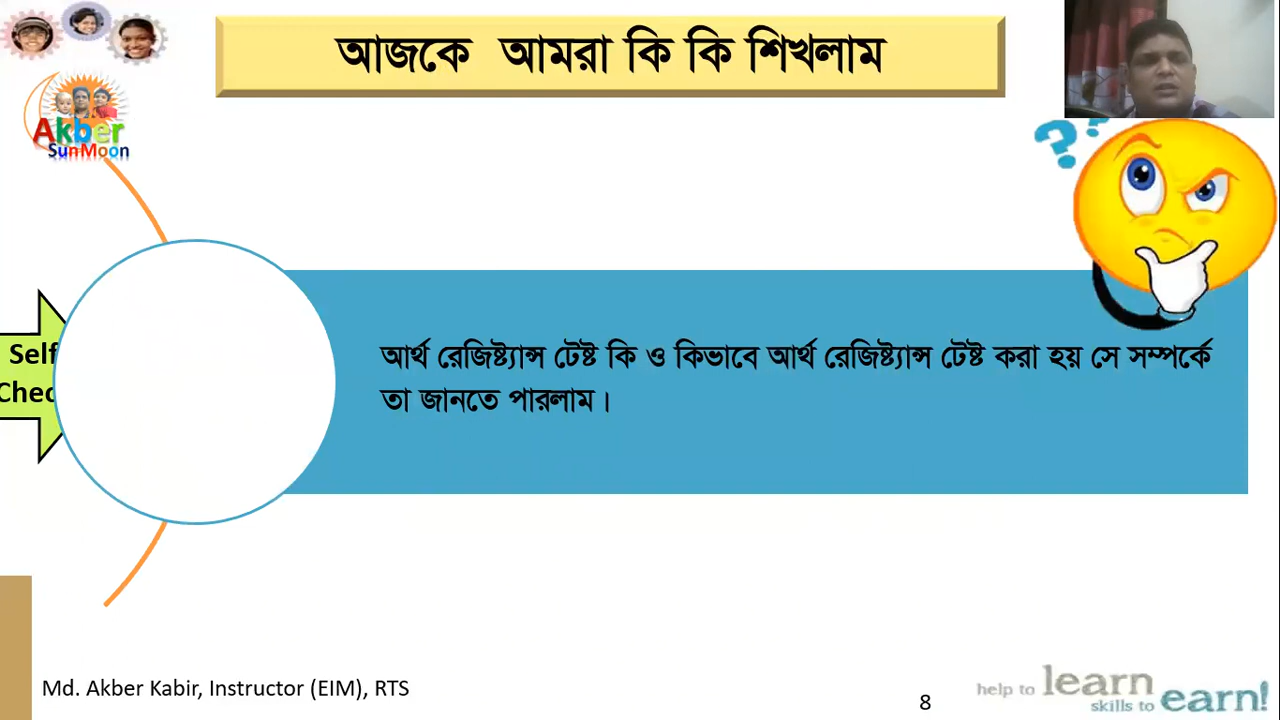 আজকে আমরা কি কি শিখলাম
Akber
SunMoon
Self
Chec
আর্থ রেজিষ্ট্যান্স টেষ্ট কি ও কিভাবে আর্থ রেজিষ্ট্যান্স টেষ্ট করা হয় সে সম্পর্কে
তা জানতে পারলাম।
Md. Akber Kabir, Instructor (EIM), RTS
8
help to learn
skills to earn!